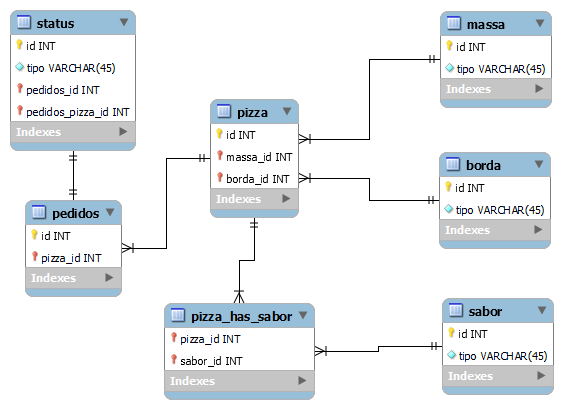 status
id INT
tipo VARCHAR(45)
pedidos_id INT
pedidos_pizza_id INT
Indexes
massa
id INT
tipo VARCHAR(45)
Indexes
pizza
id INT
massa_id INT
borda_id INT
Indexes
borda
id INT
tipo VARCHAR(45)
Indexes
pedidos
id INT
pizza_id INT
Indexes
pizza_has_sabor
pizza_id INT
sabor_id INT
Indexes
sabor
id INT
tipo VARCHAR(45)
Indexes